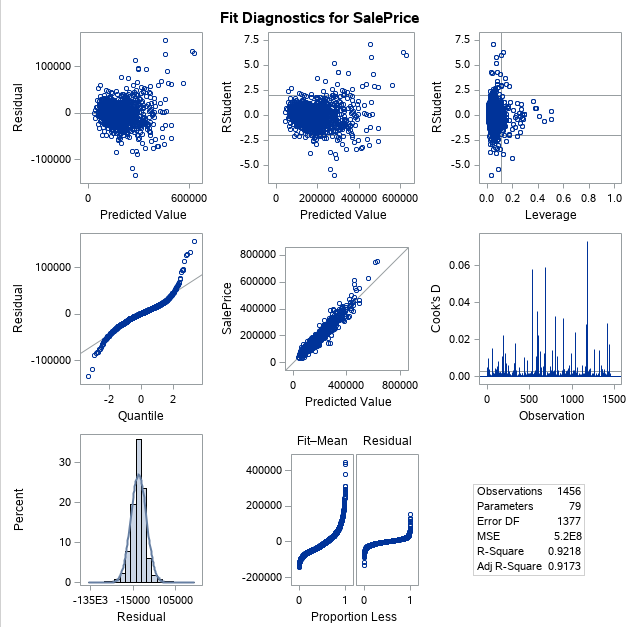 Fit Diagnostics for SalePrice
Residual
100000
0
-100000
0
600000
Predicted Value
RStudent
7.5
5.0
2.5
0.0
-2.5
-5.0
0
200000
400000
600000
Predicted Value
RStudent
7.5
5.0
2.5
0.0
-2.5
-5.0
0.0
0.2
0.4
0.6
0.8
1.0
Leverage
Residual
100000
0
-100000
-2
0
2
Quantile
SalePrice
800000
600000
400000
200000
0
0
400000
800000
Predicted Value
Cook's D
0.06
0.04
0.02
0.00
0
500
1000
1500
Observation
Percent
30
20
10
0
-135E3
-15000
105000
Residual
Fit–Mean
Residual
400000
200000
0
-200000
0
1
0
1
Proportion Less
Observations 1456
Parameters 79
Error DF 1377
MSE 5.2E8
R-Square 0.9218
Adj R-Square 0.9173